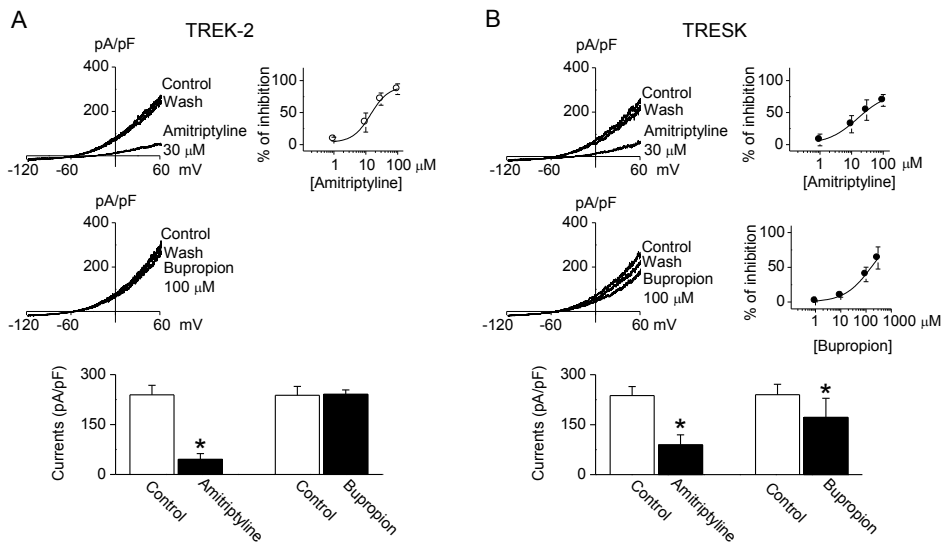 A
TREK-2
pA/pF
400
200
Control
Wash
Amitriptyline
30 μM
-120
-60
60
mV
% of inhibition
100
50
0
1
10
100
μM
[Amitriptyline]
pA/pF
400
200
Control
Wash
Bupropion
100 μM
-120
-60
60
mV
Currents (pA/pF)
300
150
0
*
Control
Amitriptyline
Control
Bupropion
B
TRESK
pA/pF
400
200
Control
Wash
Amitriptyline
30 μM
-120
-60
60
mV
% of inhibition
100
50
0
1
10
100
μM
[Amitriptyline]
pA/pF
400
200
Control
Wash
Bupropion
100 μM
-120
-60
60
mV
% of inhibition
100
50
0
1
10
100
1000
μM
[Bupropion]
Currents (pA/pF)
300
150
0
*
*
Control
Amitriptyline
Control
Bupropion